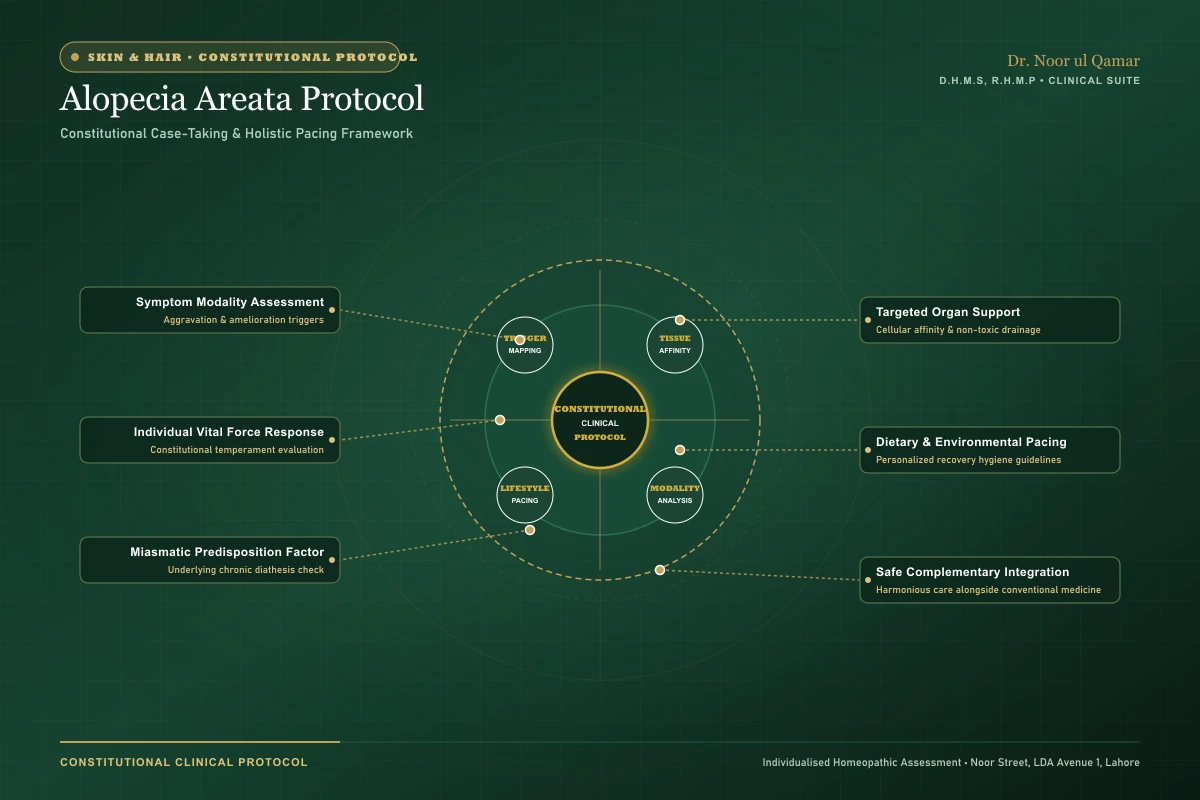 SKIN & HAIR • CONSTITUTIONAL PROTOCOL
Alopecia Areata Protocol
Constitutional Case-Taking & Holistic Pacing Framework
Dr. Noor ul Qamar
D.H.M.S, R.H.M.P • CLINICAL SUITE
Symptom Modality Assessment
Aggravation & amelioration triggers
Individual Vital Force Response
Constitutional temperament evaluation
Miasmatic Predisposition Factor
Underlying chronic diathesis check
MAPPING
TISSUE
AFFINITY
CONSTITUTIONAL
CLINICAL
PROTOCOL
LIFESTYLE
PACING
MODALITY
ANALYSIS
Targeted Organ Support
Cellular affinity & non-toxic drainage
Dietary & Environmental Pacing
Personalized recovery hygiene guidelines
Safe Complementary Integration
Harmonious care alongside conventional medicine
CONSTITUTIONAL CLINICAL PROTOCOL
Individualised Homeopathic Assessment • Noor Street, LDA Avenue 1, Lahore